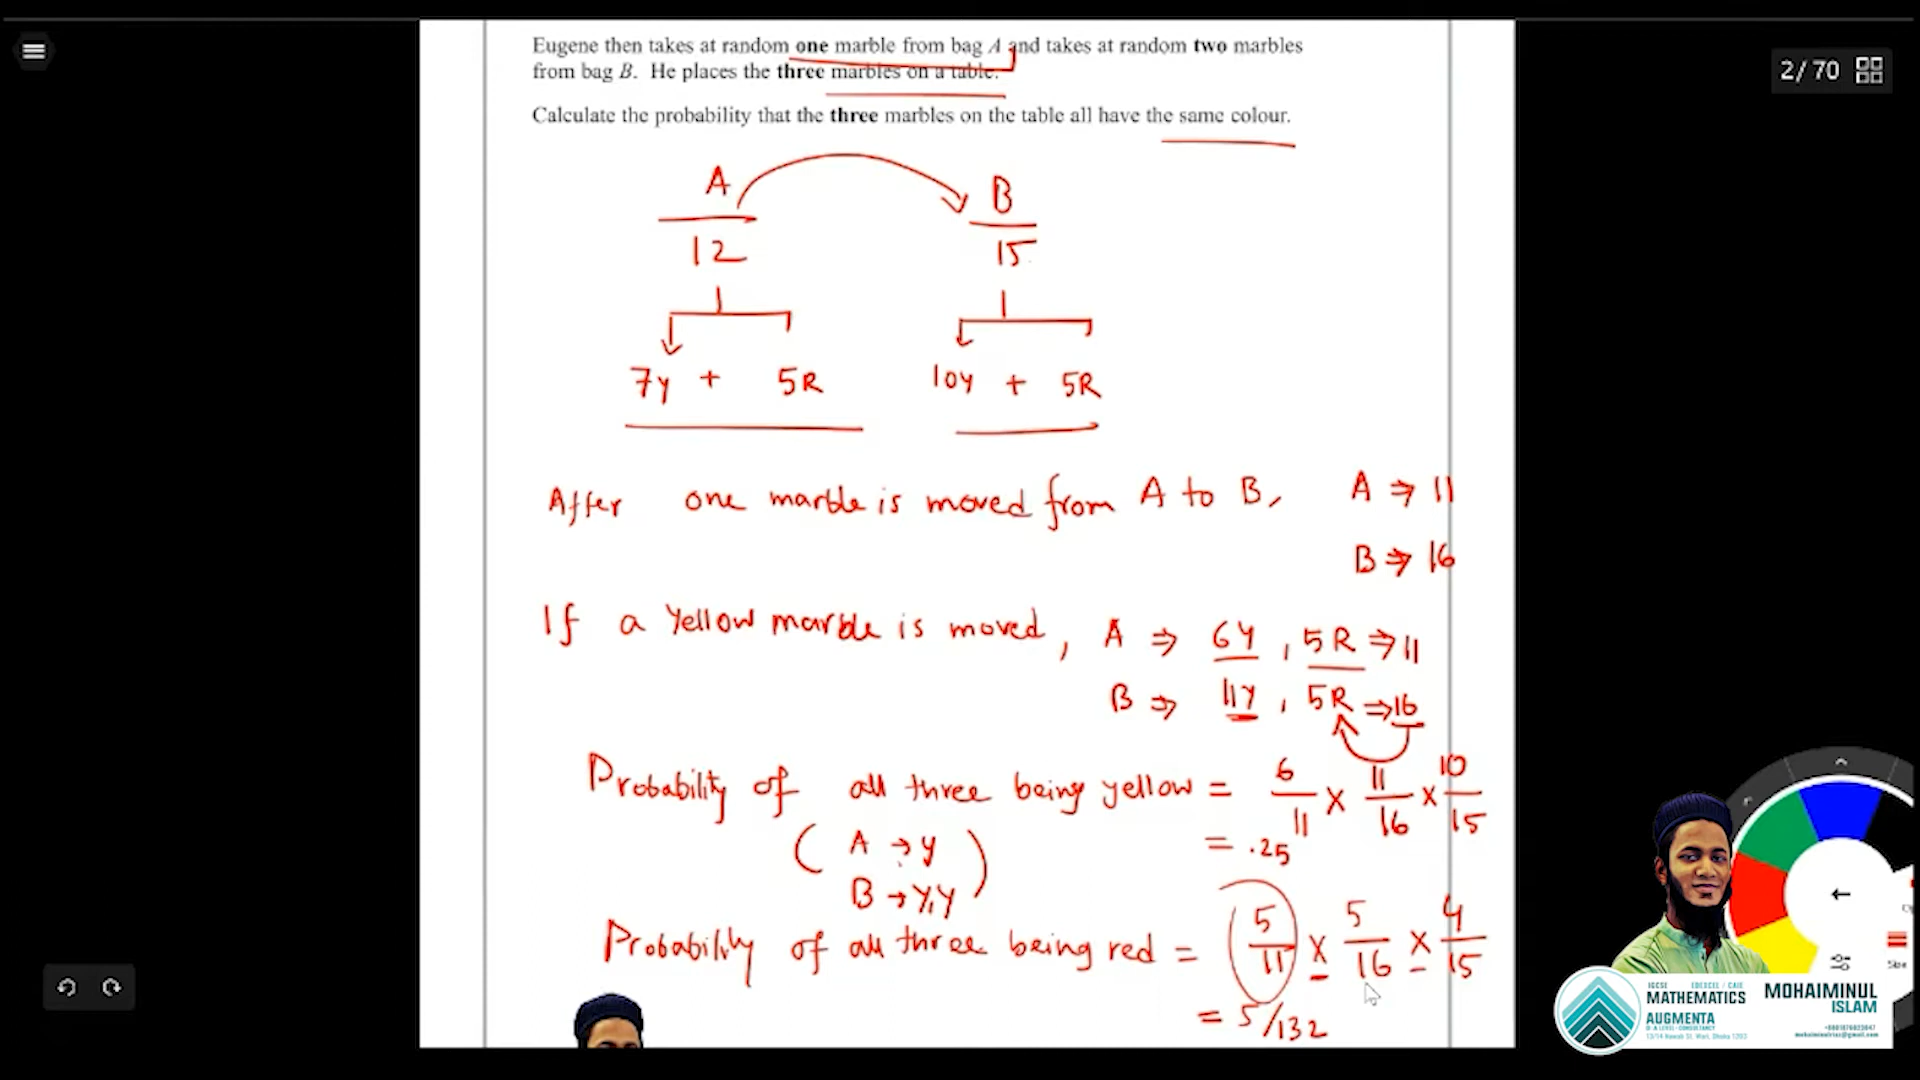 2/70
Eugene then takes at random one marble from bag A and takes at random two marbles
from bag B. He places the three marbles on a table.
Calculate the probability that the three marbles on the table all have the same colour.
A B
12 15
7y + 5R 10y + 5R
After one marble is moved from A to B, A ⇒ 11
B ⇒ 16
If a Yellow marble is moved, A ⇒ 6Y, 5R ⇒ 11
B ⇒ 11Y, 5R ⇒ 16
Probability of all three being yellow = 6/11 × 11/16 × 10/15
(A → y
B → y,y)
= .25
Probability of all three being red = 5/11 × 5/16 × 4/15
= 5/132
Size
IGCSE EDEXCEL / CAIE
MATHEMATICS
AUGMENTA
MOHAIMINUL
ISLAM